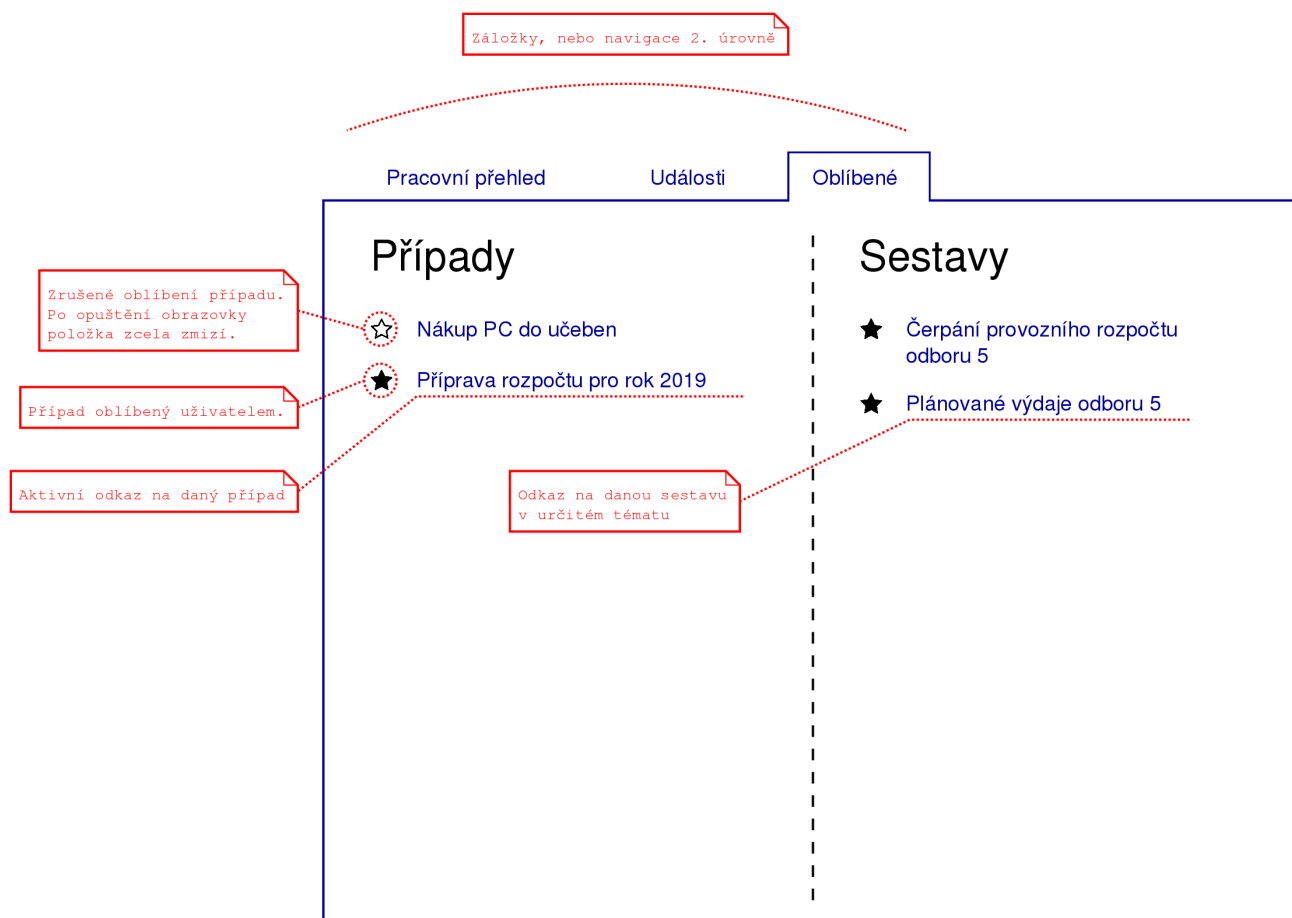 Záložky, nebo navigace 2. úrovně
Pracovní přehled
Události
Oblíbené
Případy
Sestavy
Zrušené oblíbení případu.
Po opuštění obrazovky
položka zcela zmizí.
Nákup PC do učeben
Čerpání provozního rozpočtu
odboru 5
Příprava rozpočtu pro rok 2019
Případ oblíbený uživatelem.
Plánované výdaje odboru 5
Aktivní odkaz na daný případ
Odkaz na danou sestavu
v určitém tématu